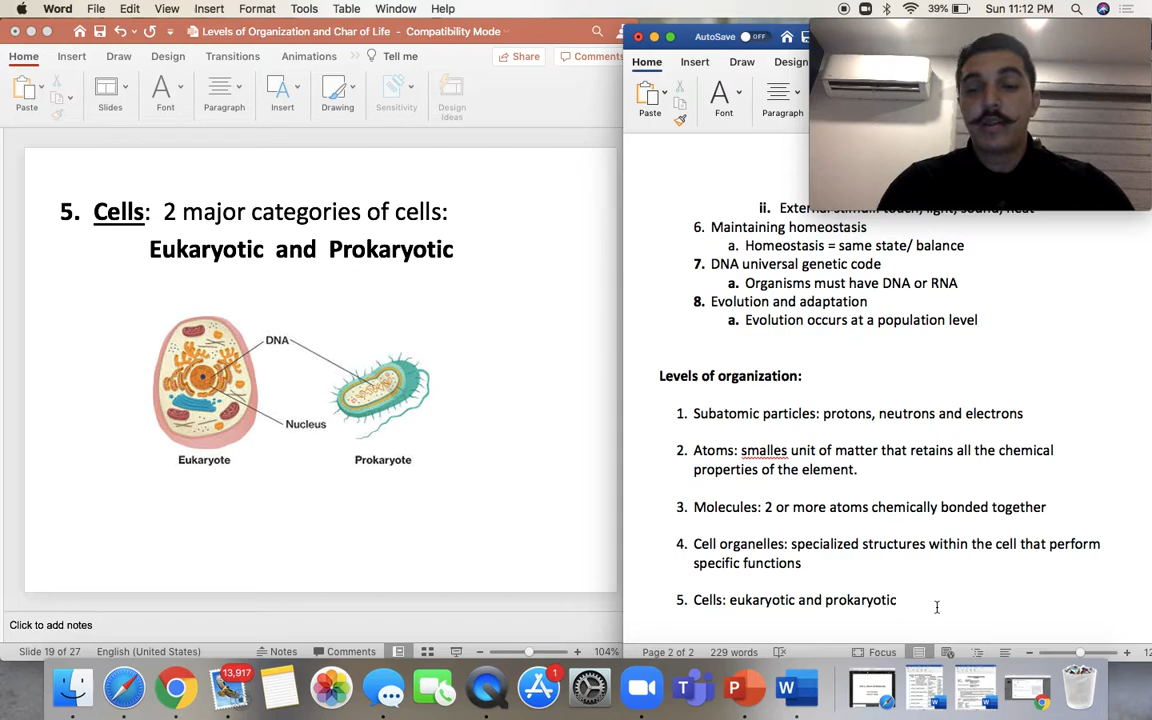 Word File Edit View Insert Format Tools Table Window Help 39% Sun 11:12 PM
Levels of Organization and Char of Life - Compatibility Mode
AutoSave OFF
Home Insert Draw Design Transitions Animations Tell me Share Comments
Home Insert Draw Design
Paste Slides Font Paragraph Insert Drawing Sensitivity Design Ideas
Paste Font Paragraph
5. Cells: 2 major categories of cells:
Eukaryotic and Prokaryotic
DNA
Nucleus
Eukaryote Prokaryote
ii. External stimuli: touch, light, sound, heat
6. Maintaining homeostasis
a. Homeostasis = same state/ balance
7. DNA universal genetic code
a. Organisms must have DNA or RNA
8. Evolution and adaptation
a. Evolution occurs at a population level
Levels of organization:
1. Subatomic particles: protons, neutrons and electrons
2. Atoms: smalles unit of matter that retains all the chemical
properties of the element.
3. Molecules: 2 or more atoms chemically bonded together
4. Cell organelles: specialized structures within the cell that perform
specific functions
5. Cells: eukaryotic and prokaryotic
Click to add notes
Slide 19 of 27 English (United States) Notes Comments 104%
Page 2 of 2 229 words Focus
13,917
1